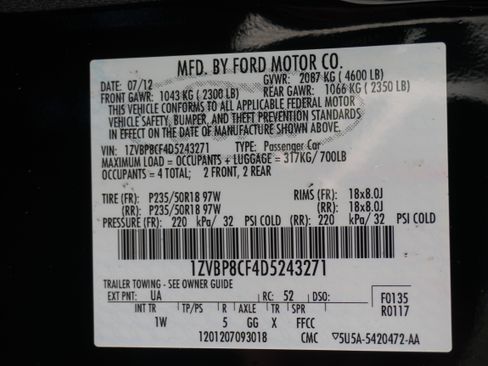 MFD. BY FORD MOTOR CO.
DATE: 07/12 GVWR: 2087 KG ( 4600 LB)
FRONT GAWR: 1043 KG ( 2300 LB) REAR GAWR: 1066 KG ( 2350 LB)
THIS VEHICLE CONFORMS TO ALL APPLICABLE FEDERAL MOTOR
VEHICLE SAFETY, BUMPER, AND THEFT PREVENTION STANDARDS
IN EFFECT ON THE DATE OF MANUFACTURE SHOWN ABOVE.
VIN: 1ZVBP8CF4D5243271 TYPE: Passenger Car
MAXIMUM LOAD = OCCUPANTS + LUGGAGE = 317KG/ 700LB
OCCUPANTS = 4 TOTAL; 2 FRONT, 2 REAR
TIRE (FR): P235/50R18 97W RIMS (FR): 18x8.0J
(RR): P235/50R18 97W (RR): 18x8.0J
PRESSURE (FR): 220 kPa/ 32 PSI COLD (RR): 220 kPa/ 32 PSI COLD
1ZVBP8CF4D5243271
TRAILER TOWING - SEE OWNER GUIDE
EXT PNT: UA RC: 52 DSO: F0135
INT TR TP/PS R AXLE TR SPR R0117
1W 5 GG X FFCC
1201207093018 CMC ▽5U5A-5420472-AA